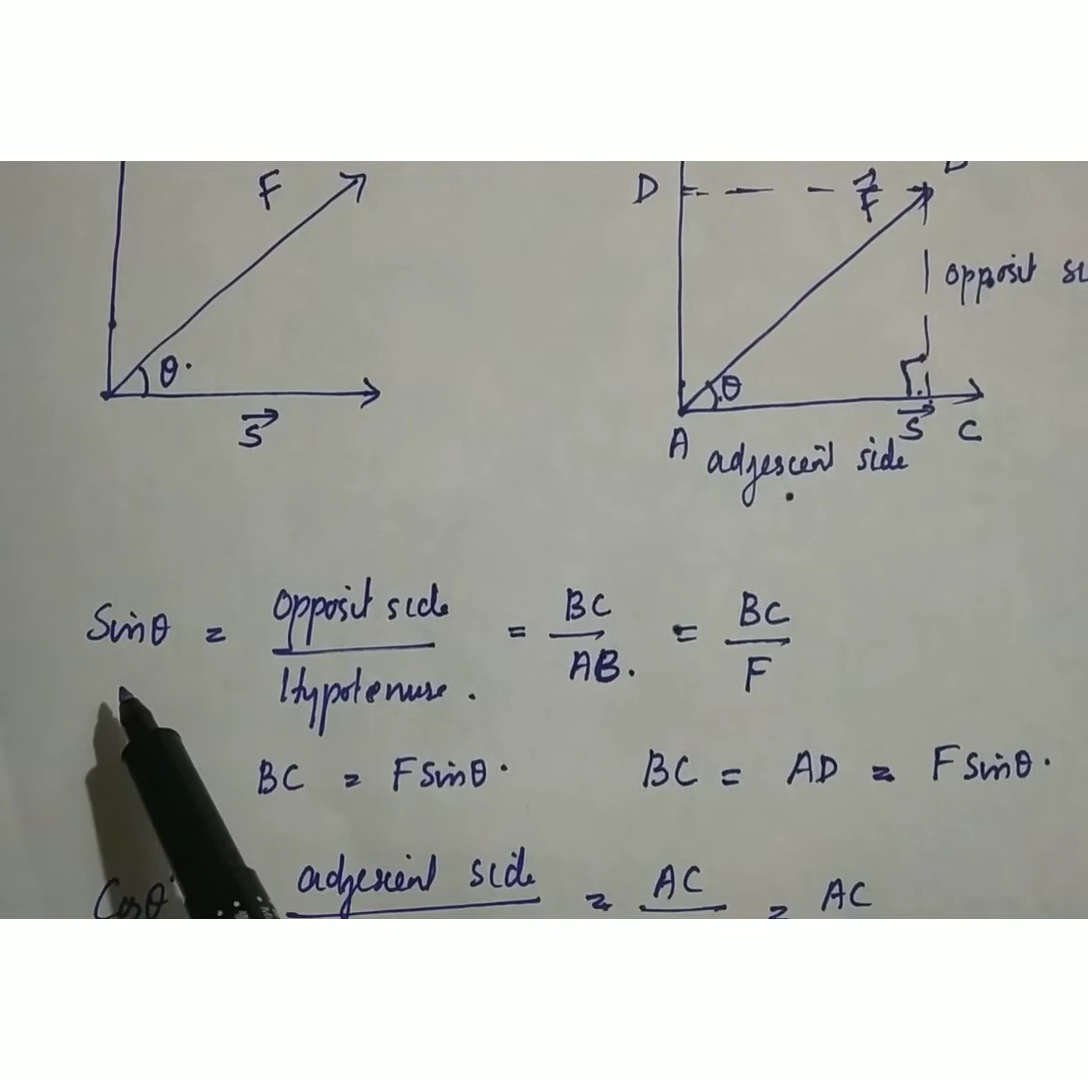 F
θ.
S
D
F
opposit
θ
A
S
C
adjescent side
Sinθ = opposit side / Hypotenuse. = BC / AB. = BC / F
BC = F sinθ.
BC = AD = F sinθ.
Cosθ adjescent side = AC = AC